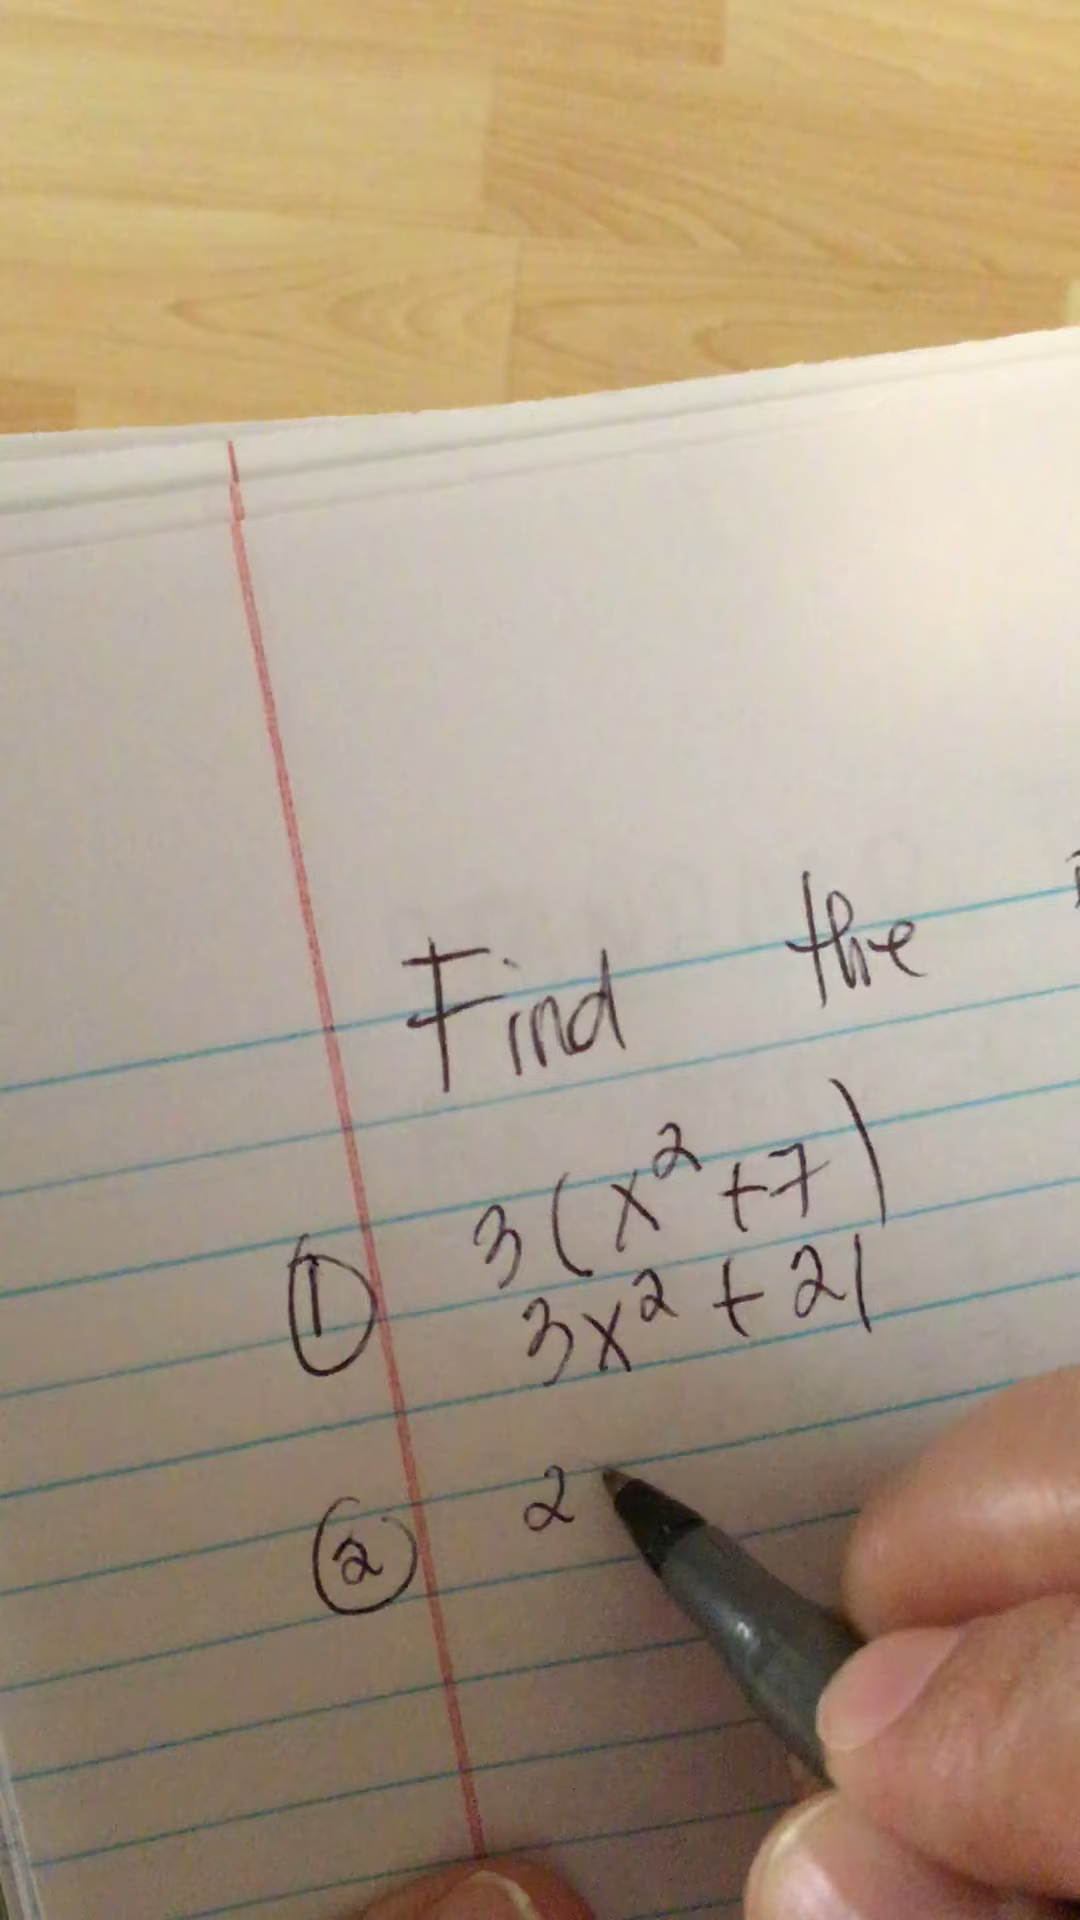 Find the
① 3(x² + 7)
3x² + 21
② 2